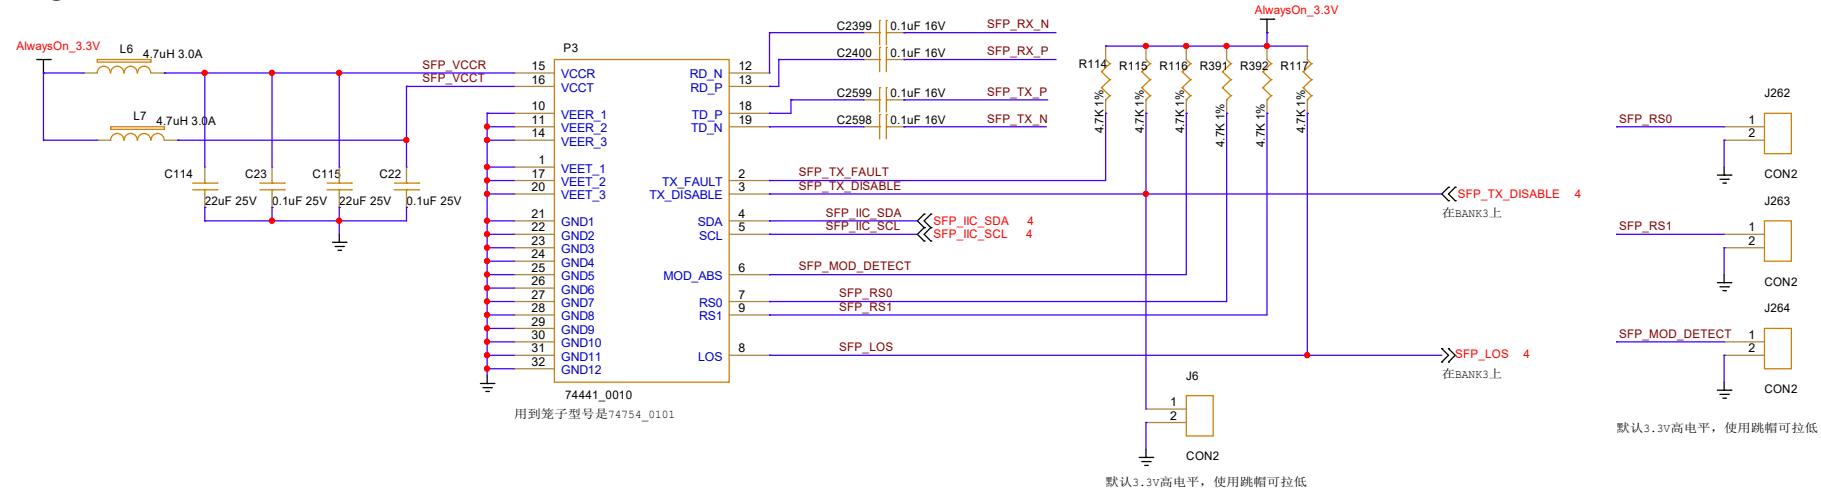 AlwaysOn_3.3V
L6
4.7uH 3.0A
L7
4.7uH 3.0A
SFP_VCCR
SFP_VCCT
C114
22uF 25V
C23
0.1uF 25V
C115
22uF 25V
C22
0.1uF 25V
P3
15 VCCR
16 VCCT
10 VEER_1
11 VEER_2
14 VEER_3
1 VEET_1
17 VEET_2
20 VEET_3
21 GND1
22 GND2
23 GND3
24 GND4
25 GND5
26 GND6
27 GND7
28 GND8
29 GND9
30 GND10
31 GND11
32 GND12
RD_N 12
RD_P 13
TD_P 18
TD_N 19
TX_FAULT 2
TX_DISABLE 3
SDA 4
SCL 5
MOD_ABS 6
RS0 7
RS1 9
LOS 8
74441_0010
用到笼子型号是74754_0101
C2399 0.1uF 16V SFP_RX_N
C2400 0.1uF 16V SFP_RX_P
C2599 0.1uF 16V SFP_TX_P
C2598 0.1uF 16V SFP_TX_N
SFP_TX_FAULT
SFP_TX_DISABLE
SFP_IIC_SDA
SFP_IIC_SCL
SFP_IIC_SDA 4
SFP_IIC_SCL 4
SFP_MOD_DETECT
SFP_RS0
SFP_RS1
SFP_LOS
AlwaysOn_3.3V
R114
4.7K 1%
R115
4.7K 1%
R116
4.7K 1%
R391
4.7K 1%
R392
4.7K 1%
R117
4.7K 1%
SFP_TX_DISABLE 4
在BANK3上
SFP_LOS 4
在BANK3上
J6
1
2
CON2
默认3.3V高电平，使用跳帽可拉低
J262
SFP_RS0
1
2
CON2
J263
SFP_RS1
1
2
CON2
J264
SFP_MOD_DETECT
1
2
CON2
默认3.3V高电平，使用跳帽可拉低